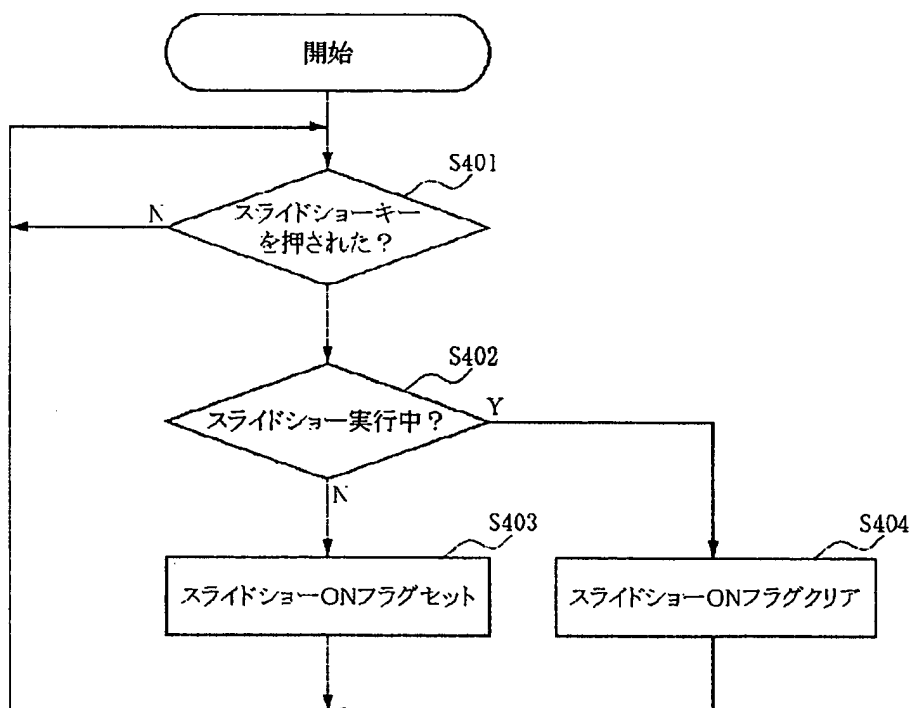 開始
S401
N
スライドショーキー
を押された?
S402
スライドショー実行中?
Y
N
S403
スライドショーONフラグセット
S404
スライドショーONフラグクリア